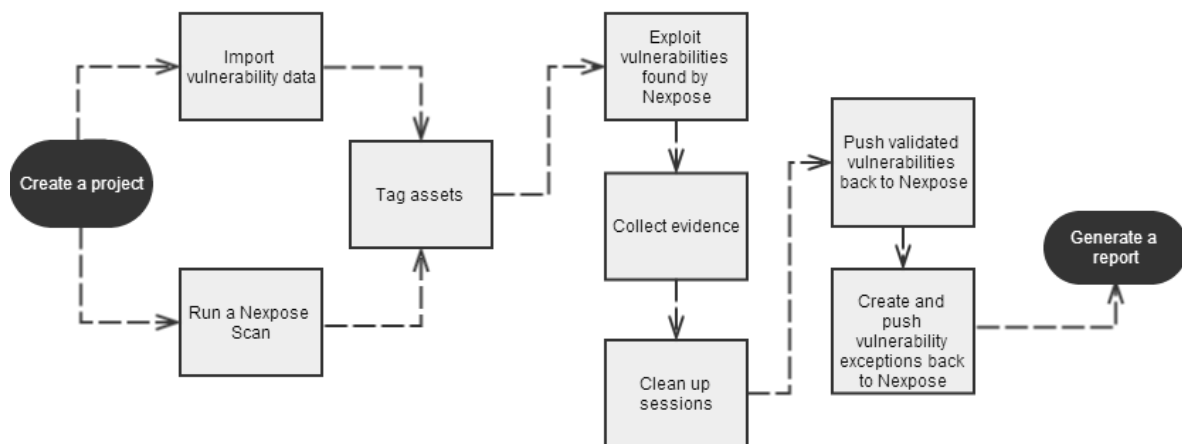 Import
vulnerability data
Create a project
Run a Nexpose
Scan
Tag assets
Exploit
vulnerabilities
found by
Nexpose
Collect evidence
Clean up
sessions
Push validated
vulnerabilities
back to Nexpose
Create and
push
vulnerability
exceptions back
to Nexpose
Generate a
report